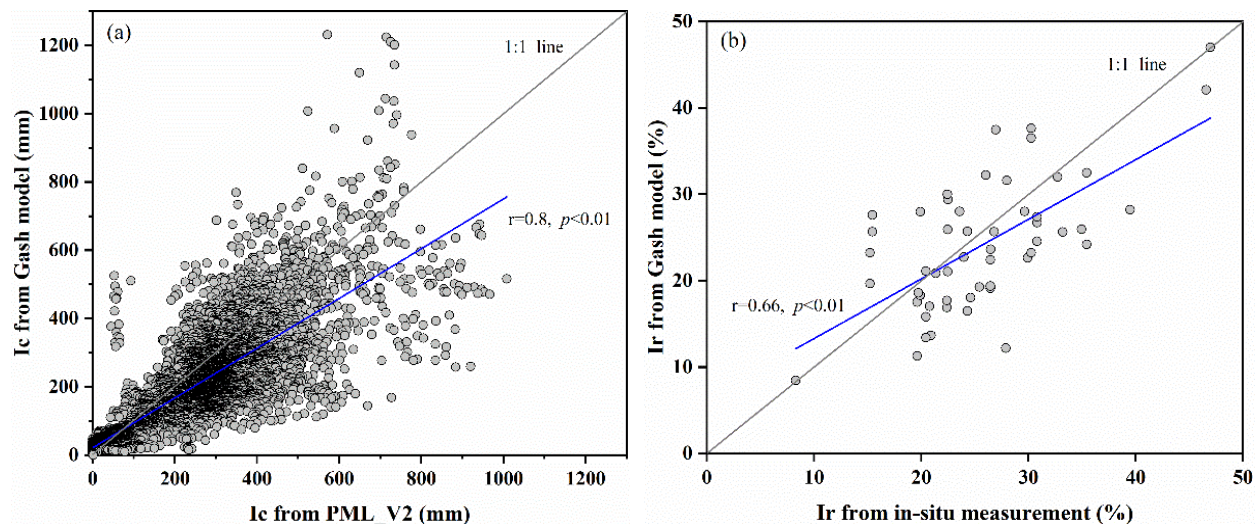 (a)
1:1 line
r=0.8, p<0.01
Ic from Gash model (mm)
1200
1000
800
600
400
200
0
0 200 400 600 800 1000 1200
Ic from PML_V2 (mm)
(b)
1:1 line
r=0.66, p<0.01
Ir from Gash model (%)
50
40
30
20
10
0
0 10 20 30 40 50
Ir from in-situ measurement (%)